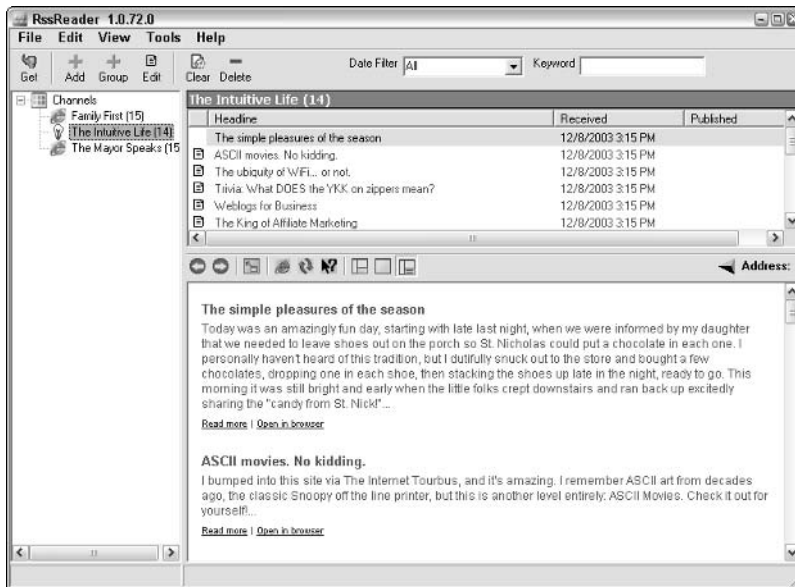 RssReader 1.0.72.0
File Edit View Tools Help
Get Add Group Edit Clear Delete Date Filter All Keyword
Channels
Family First (15)
The Intuitive Life (14)
The Mayor Speaks (15
The Intuitive Life (14)
Headline Received Published
The simple pleasures of the season 12/8/2003 3:15 PM
ASCII movies. No kidding. 12/8/2003 3:15 PM
The ubiquity of WiFi... or not. 12/8/2003 3:15 PM
Trivia: What DOES the YKK on zippers mean? 12/8/2003 3:15 PM
Weblogs for Business 12/8/2003 3:15 PM
The King of Affiliate Marketing 12/8/2003 3:15 PM
Address:
The simple pleasures of the season
Today was an amazingly fun day, starting with late last night, when we were informed by my daughter
that we needed to leave shoes out on the porch so St. Nicholas could put a chocolate in each one. I
personally haven't heard of this tradition, but I dutifully snuck out to the store and bought a few
chocolates, dropping one in each shoe, then stacking the shoes up late in the night, ready to go. This
morning it was still bright and early when the little folks crept downstairs and ran back up excitedly
sharing the "candy from St. Nick!"...
Read more | Open in browser
ASCII movies. No kidding.
I bumped into this site via The Internet Tourbus, and it's amazing. I remember ASCII art from decades
ago, the classic Snoopy off the line printer, but this is another level entirely: ASCII Movies. Check it out for
yourself!...
Read more | Open in browser